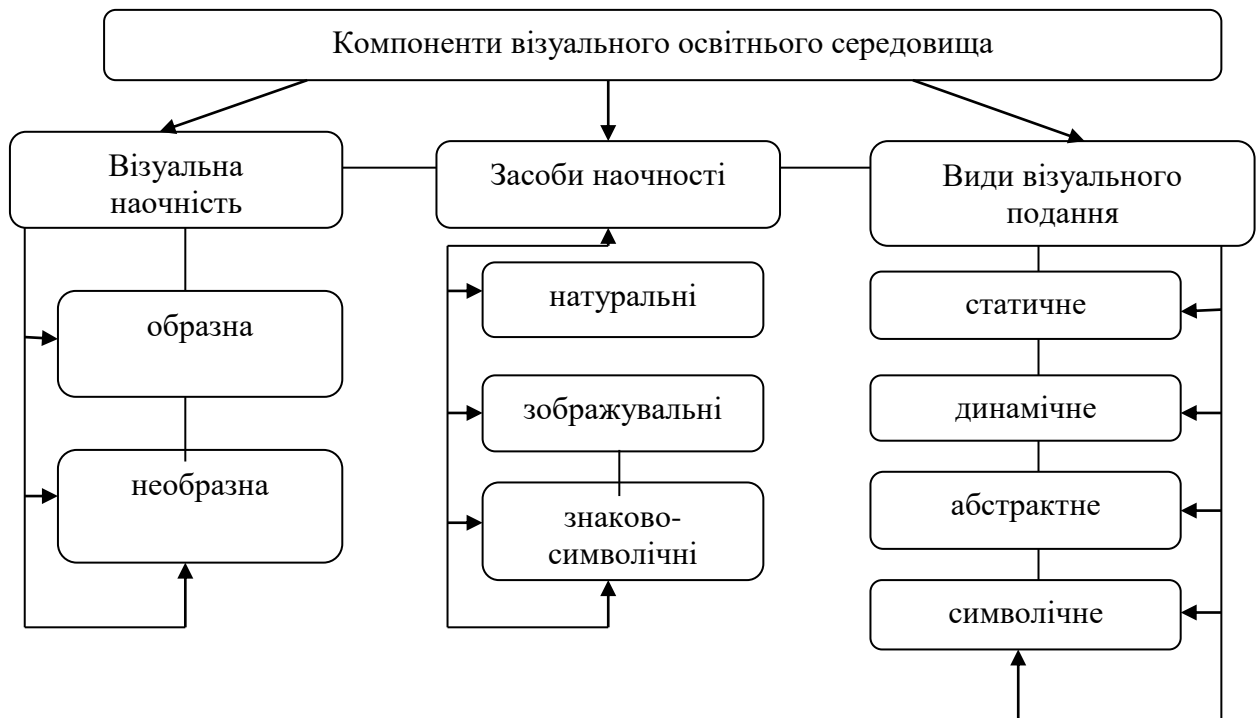 Компоненти візуального освітнього середовища
Візуальна
наочність
образна
необразна
Засоби наочності
натуральні
зображувальні
знаково-
символічні
Види візуального
подання
статичне
динамічне
абстрактне
символічне